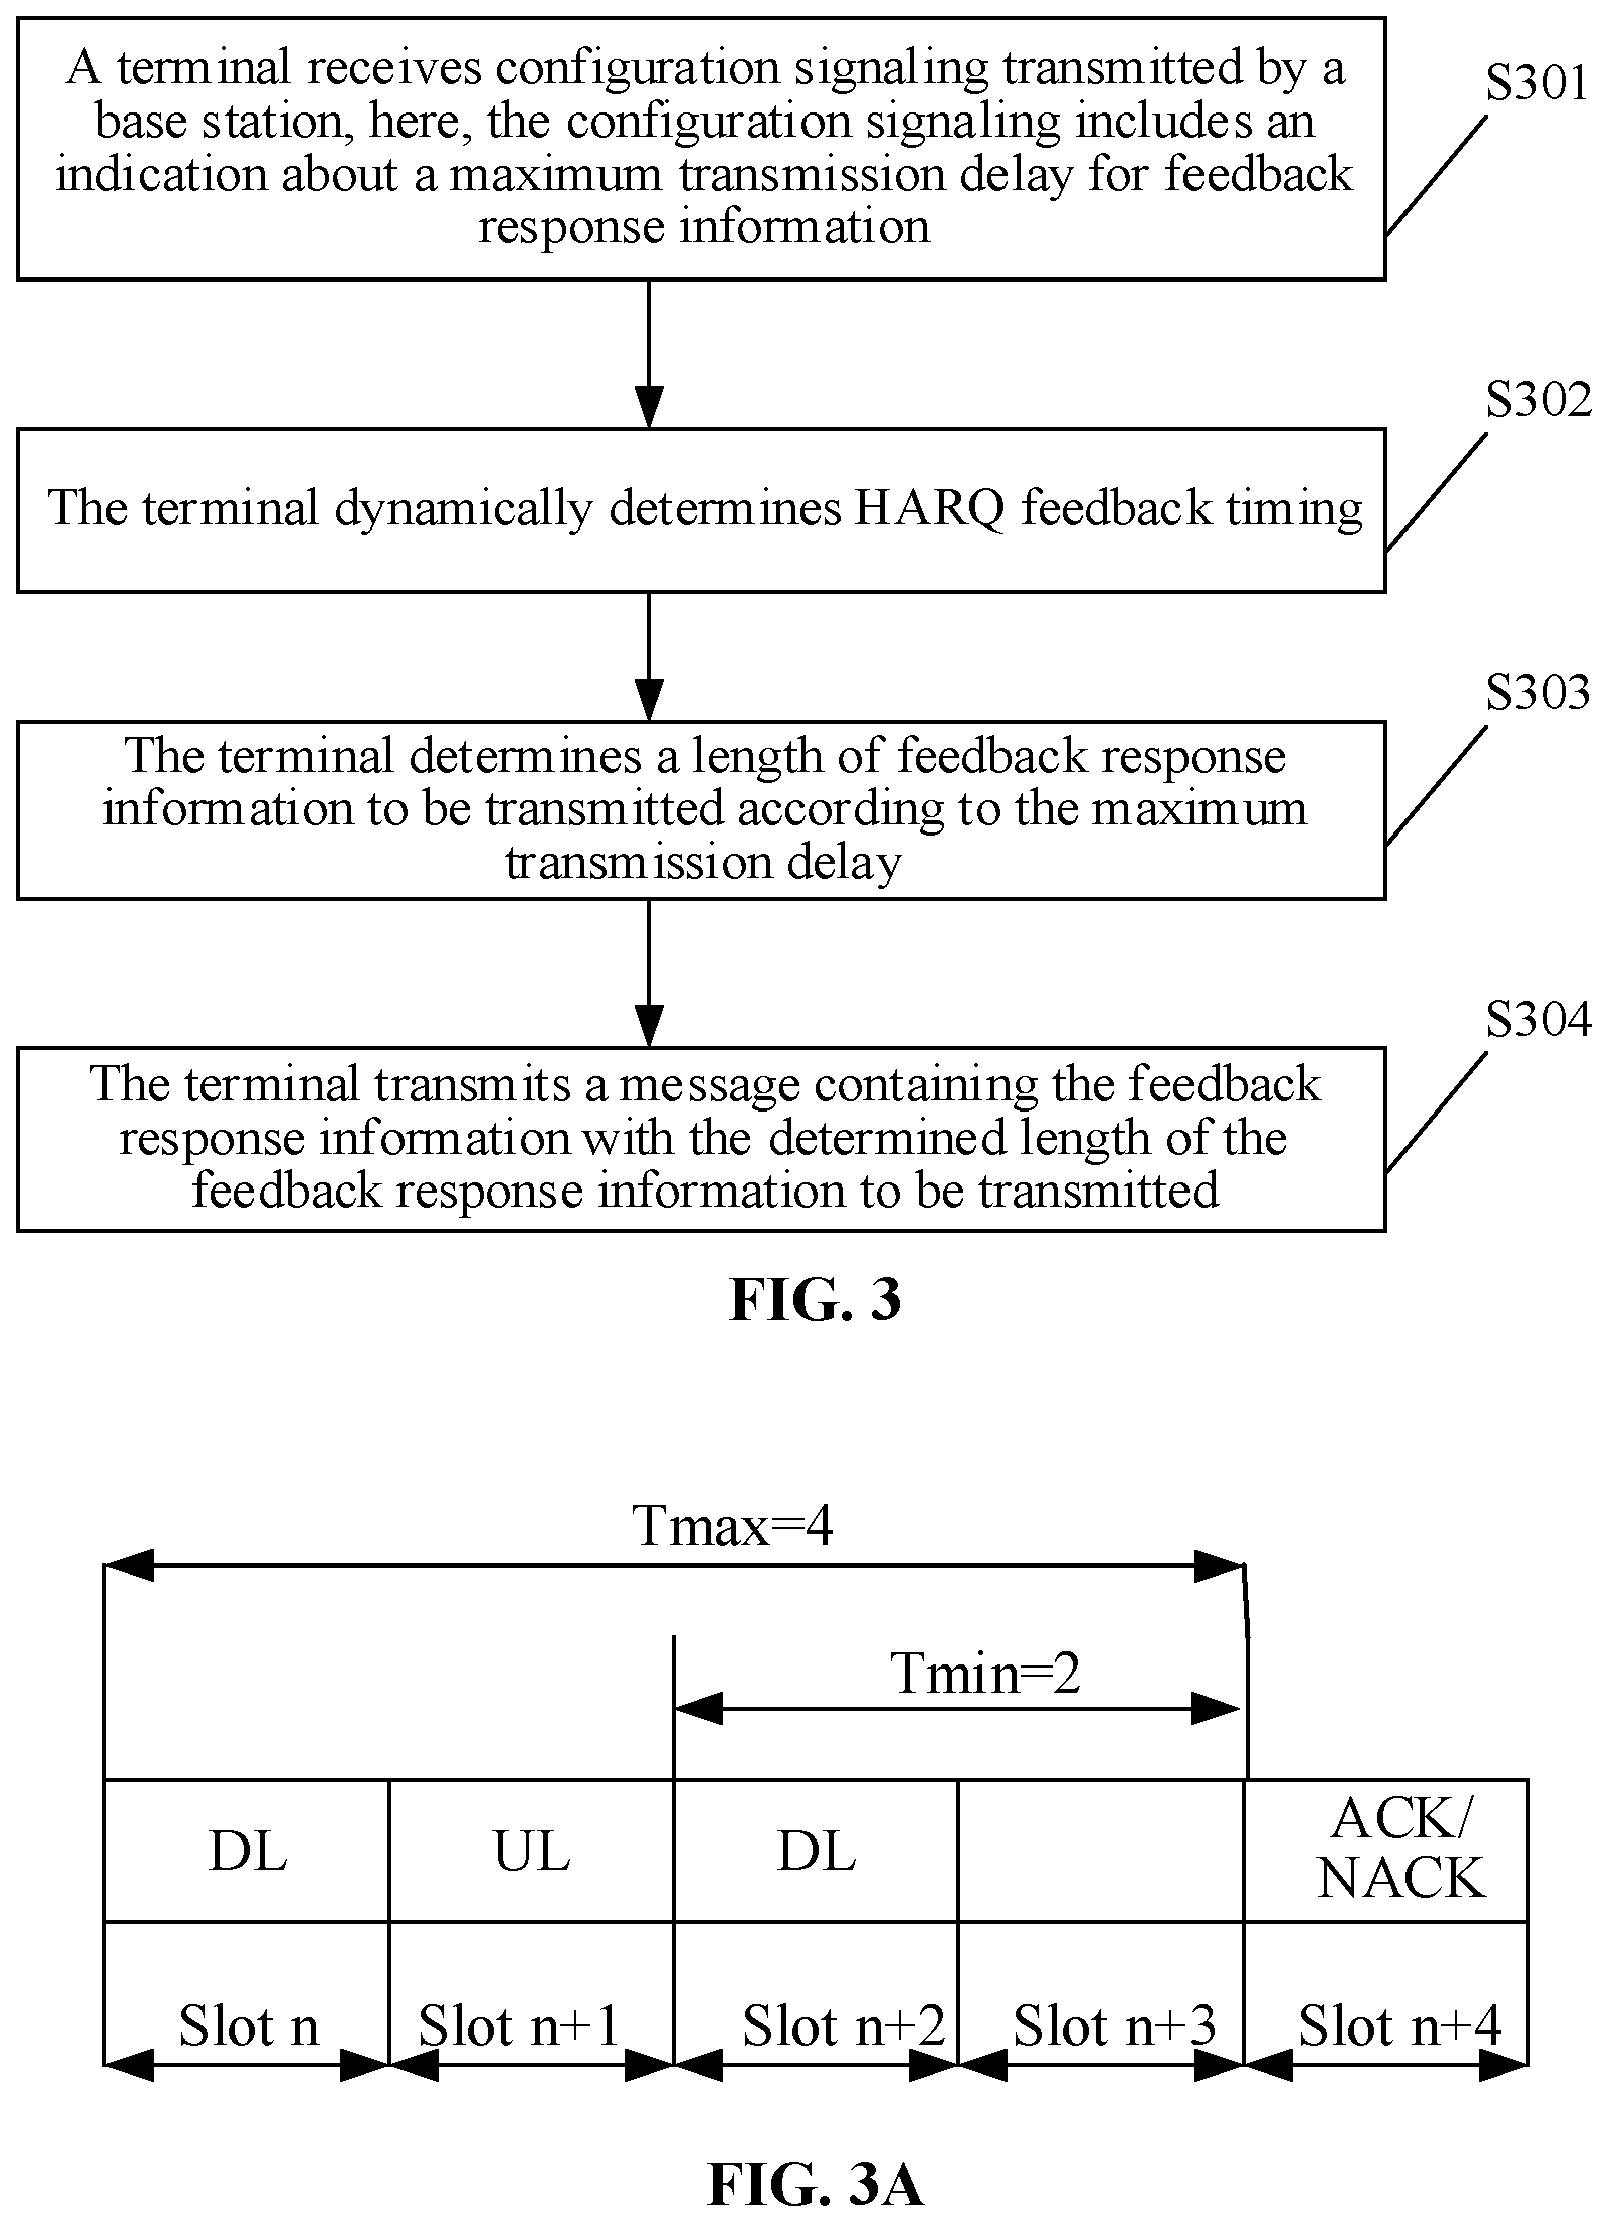 A terminal receives configuration signaling transmitted by a
base station, here, the configuration signaling includes an
indication about a maximum transmission delay for feedback
response information
S301
The terminal dynamically determines HARQ feedback timing
S302
The terminal determines a length of feedback response
information to be transmitted according to the maximum
transmission delay
S303
The terminal transmits a message containing the feedback
response information with the determined length of the
feedback response information to be transmitted
S304
FIG. 3
Tmax=4
Tmin=2
DL
UL
DL
ACK/
NACK
Slot n
Slot n+1
Slot n+2
Slot n+3
Slot n+4
FIG. 3A